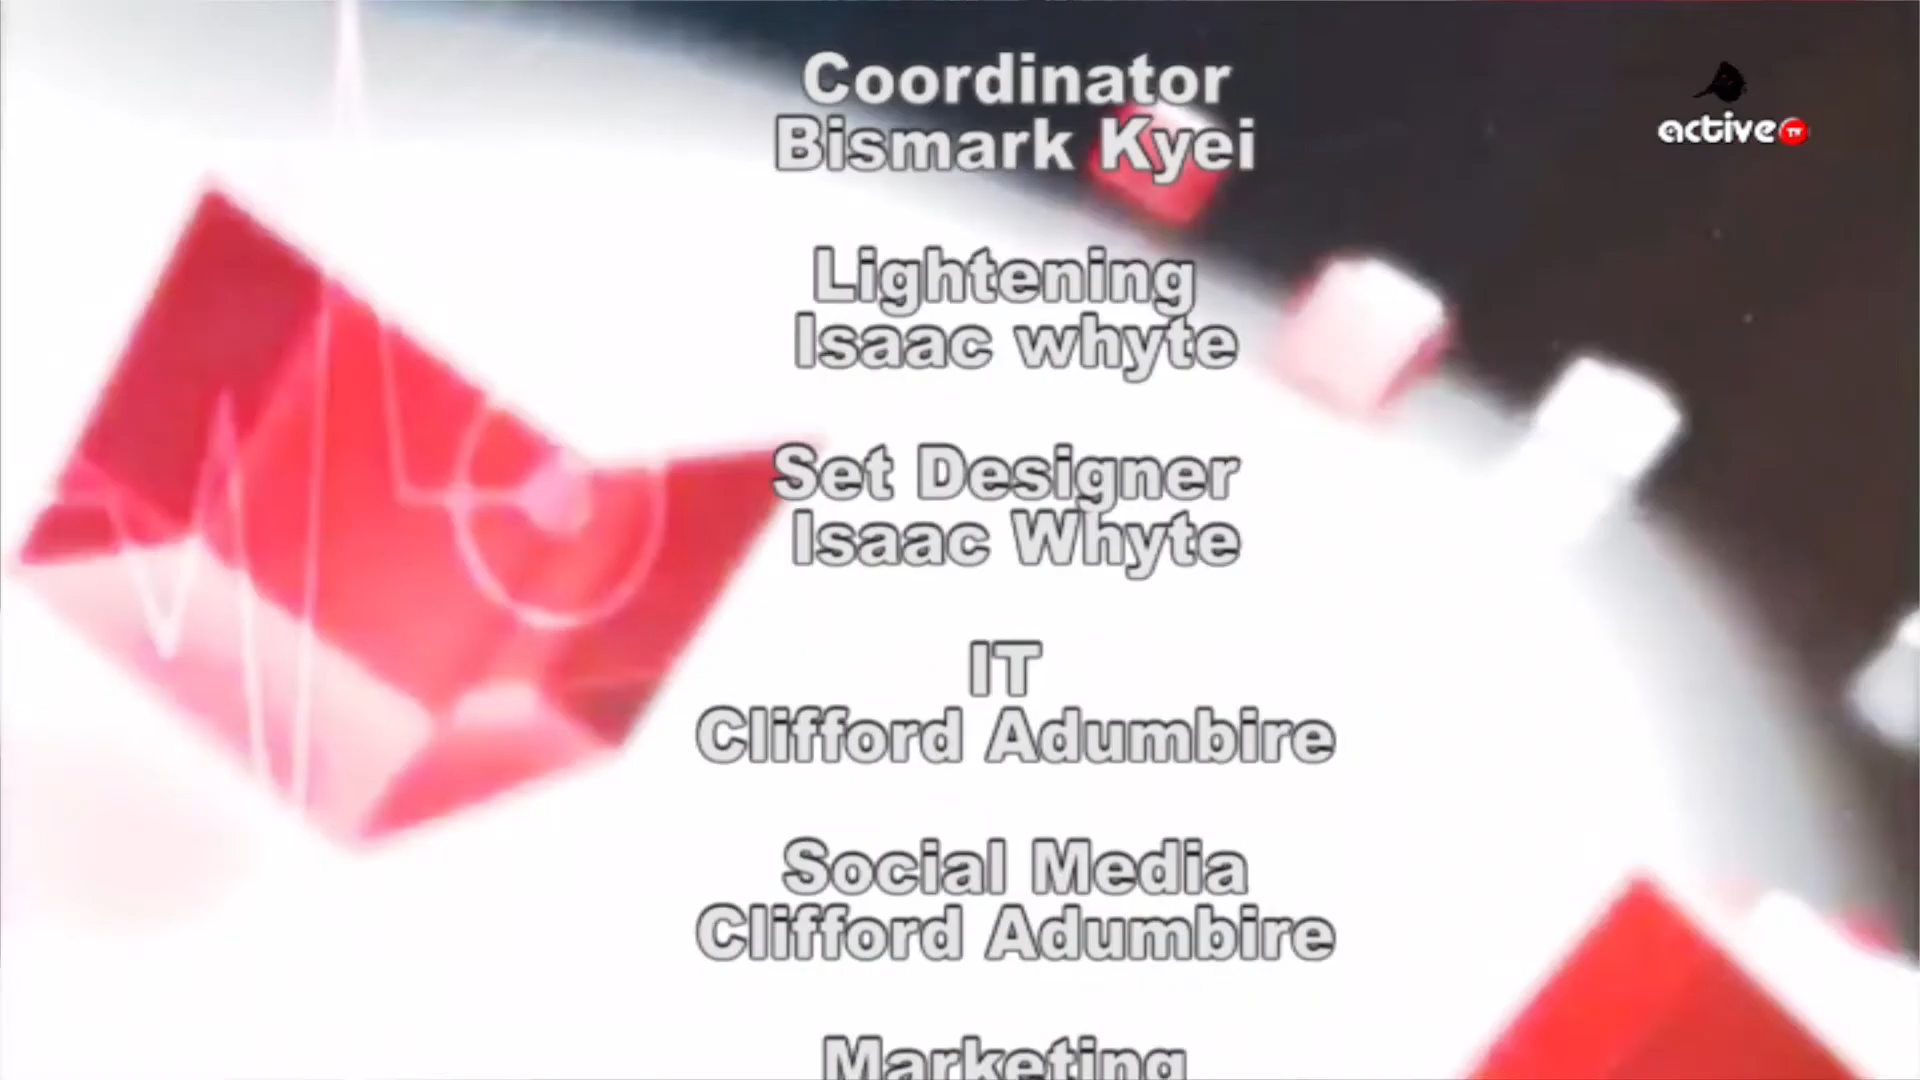 Coordinator
Bismark Kyei
active TV
Lightening
Isaac whyte
Set Designer
Isaac Whyte
IT
Clifford Adumbire
Social Media
Clifford Adumbire
Marketing